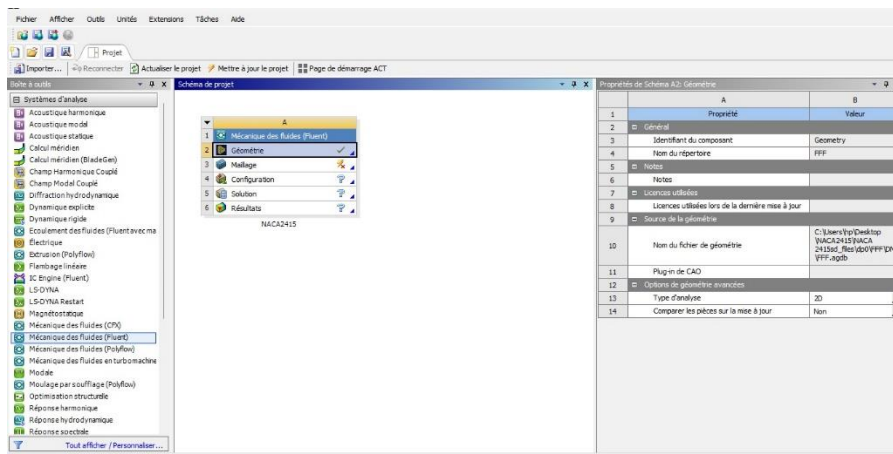 Fichier Afficher Outils Unités Extensions Tâches Aide
Projet
Importer... Reconnecter Actualiser le projet Mettre à jour le projet Page de démarrage ACT
Boîte à outils
Systèmes d'analyse
Acoustique harmonique
Acoustique modal
Acoustique statique
Calcul méridien
Calcul méridien (BladeGen)
Champ Harmonique Couplé
Champ Modal Couplé
Diffraction hydrodynamique
Dynamique explicite
Dynamique rigide
Ecoulement des fluides (Fluent avec ma
Électrique
Extrusion (Polyflow)
Flambage linéaire
IC Engine (Fluent)
LS-DYNA
LS-DYNA Restart
Magnétostatique
Mécanique des fluides (CFX)
Mécanique des fluides (Fluent)
Mécanique des fluides (Polyflow)
Mécanique des fluides en turbomachine
Modale
Moulage par soufflage (Polyflow)
Optimisation structurelle
Réponse harmonique
Réponse hydrodynamique
Réponse spectrale
Tout afficher / Personnaliser...
Schéma de projet
A
1 Mécanique des fluides (Fluent)
2 Géométrie
3 Maillage
4 Configuration
5 Solution
6 Résultats
NACA2415
Propriétés de Schéma A2: Géométrie
A B
1 Propriété Valeur
2 Général
3 Identifiant du composant Geometry
4 Nom du répertoire FFF
5 Notes
6 Notes
7 Licences utilisées
8 Licences utilisées lors de la dernière mise à jour
9 Source de la géométrie
10 Nom du fichier de géométrie C:\Users\hp\Desktop
\NACA2415\NACA
2415sd_files\dp0\FFF\DM
\FFF.agdb
11 Plug-in de CAO
12 Options de géométrie avancées
13 Type d'analyse 2D
14 Comparer les pièces sur la mise à jour Non